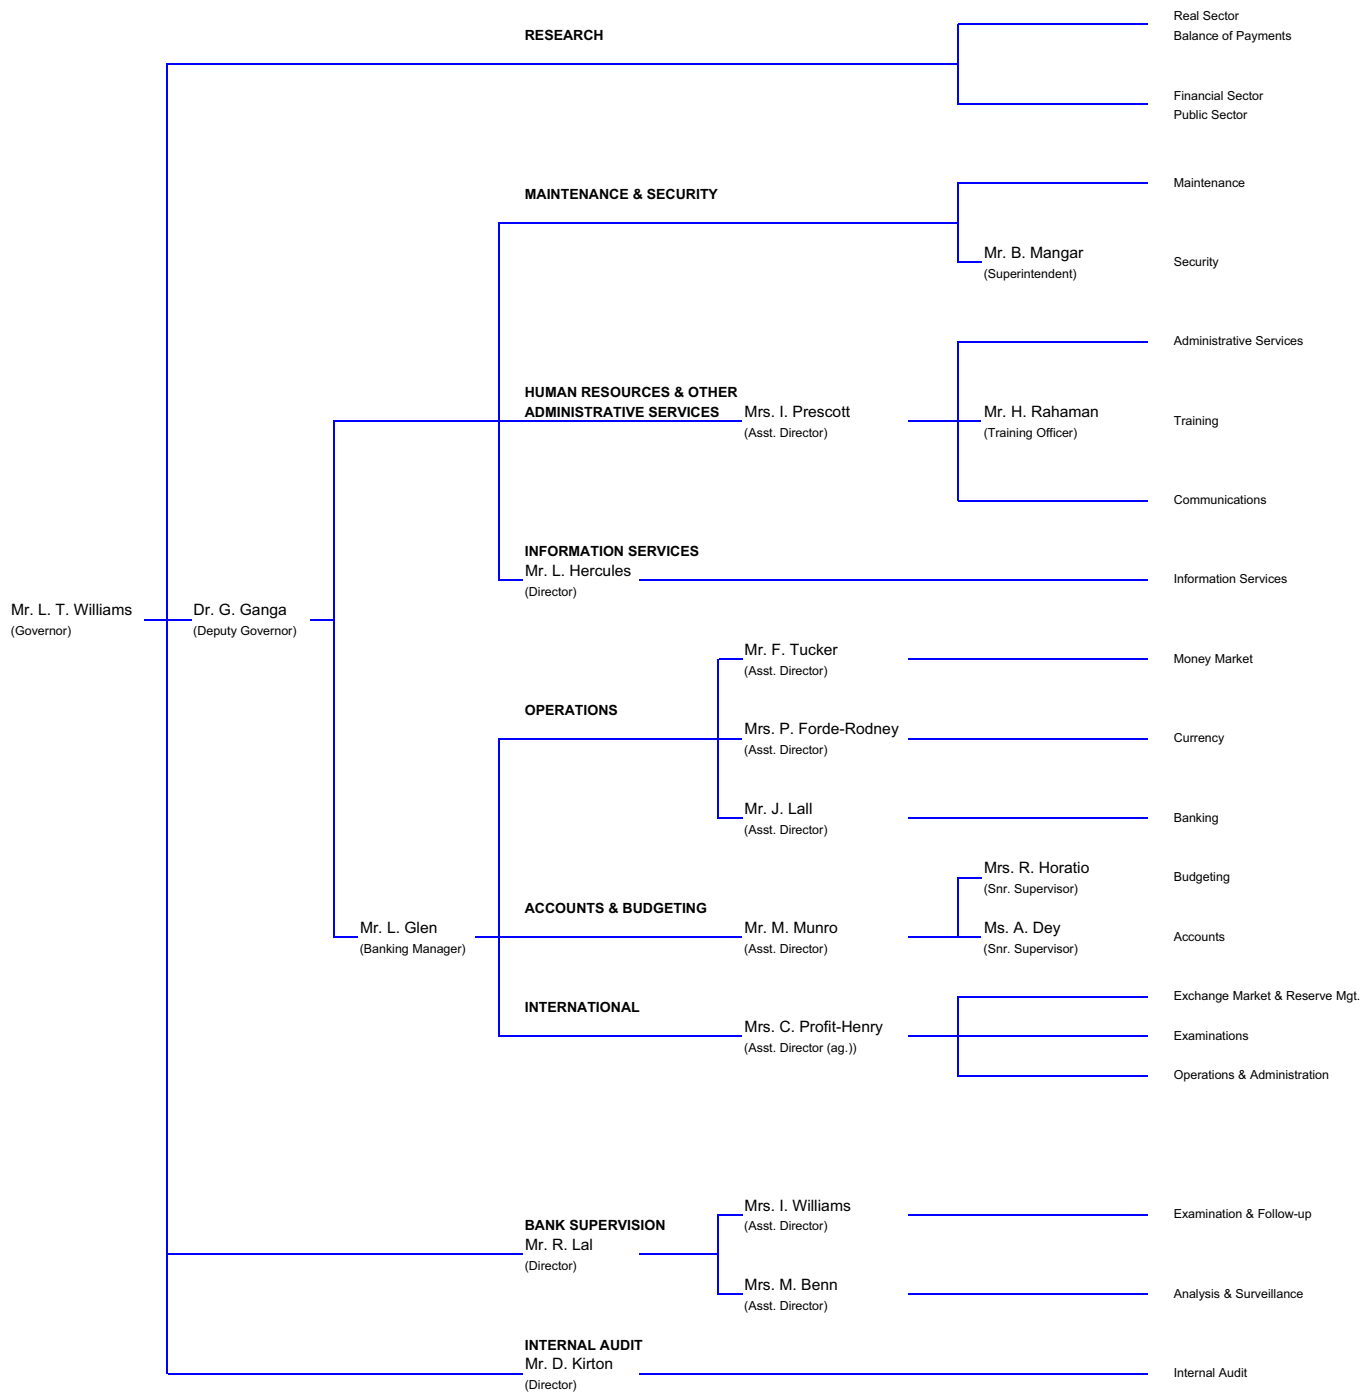 RESEARCH
Real Sector
Balance of Payments
Financial Sector
Public Sector
MAINTENANCE & SECURITY
Maintenance
Mr. B. Mangar
(Superintendent)
Security
Administrative Services
HUMAN RESOURCES & OTHER
ADMINISTRATIVE SERVICES
Mrs. I. Prescott
(Asst. Director)
Mr. H. Rahaman
(Training Officer)
Training
Communications
INFORMATION SERVICES
Mr. L. Hercules
(Director)
Information Services
Mr. L. T. Williams
(Governor)
Dr. G. Ganga
(Deputy Governor)
Mr. F. Tucker
(Asst. Director)
Money Market
OPERATIONS
Mrs. P. Forde-Rodney
(Asst. Director)
Currency
Mr. J. Lall
(Asst. Director)
Banking
Mrs. R. Horatio
(Snr. Supervisor)
Budgeting
ACCOUNTS & BUDGETING
Mr. L. Glen
(Banking Manager)
Mr. M. Munro
(Asst. Director)
Ms. A. Dey
(Snr. Supervisor)
Accounts
INTERNATIONAL
Exchange Market & Reserve Mgt.
Mrs. C. Profit-Henry
(Asst. Director (ag.))
Examinations
Operations & Administration
Mrs. I. Williams
(Asst. Director)
Examination & Follow-up
BANK SUPERVISION
Mr. R. Lal
(Director)
Mrs. M. Benn
(Asst. Director)
Analysis & Surveillance
INTERNAL AUDIT
Mr. D. Kirton
(Director)
Internal Audit